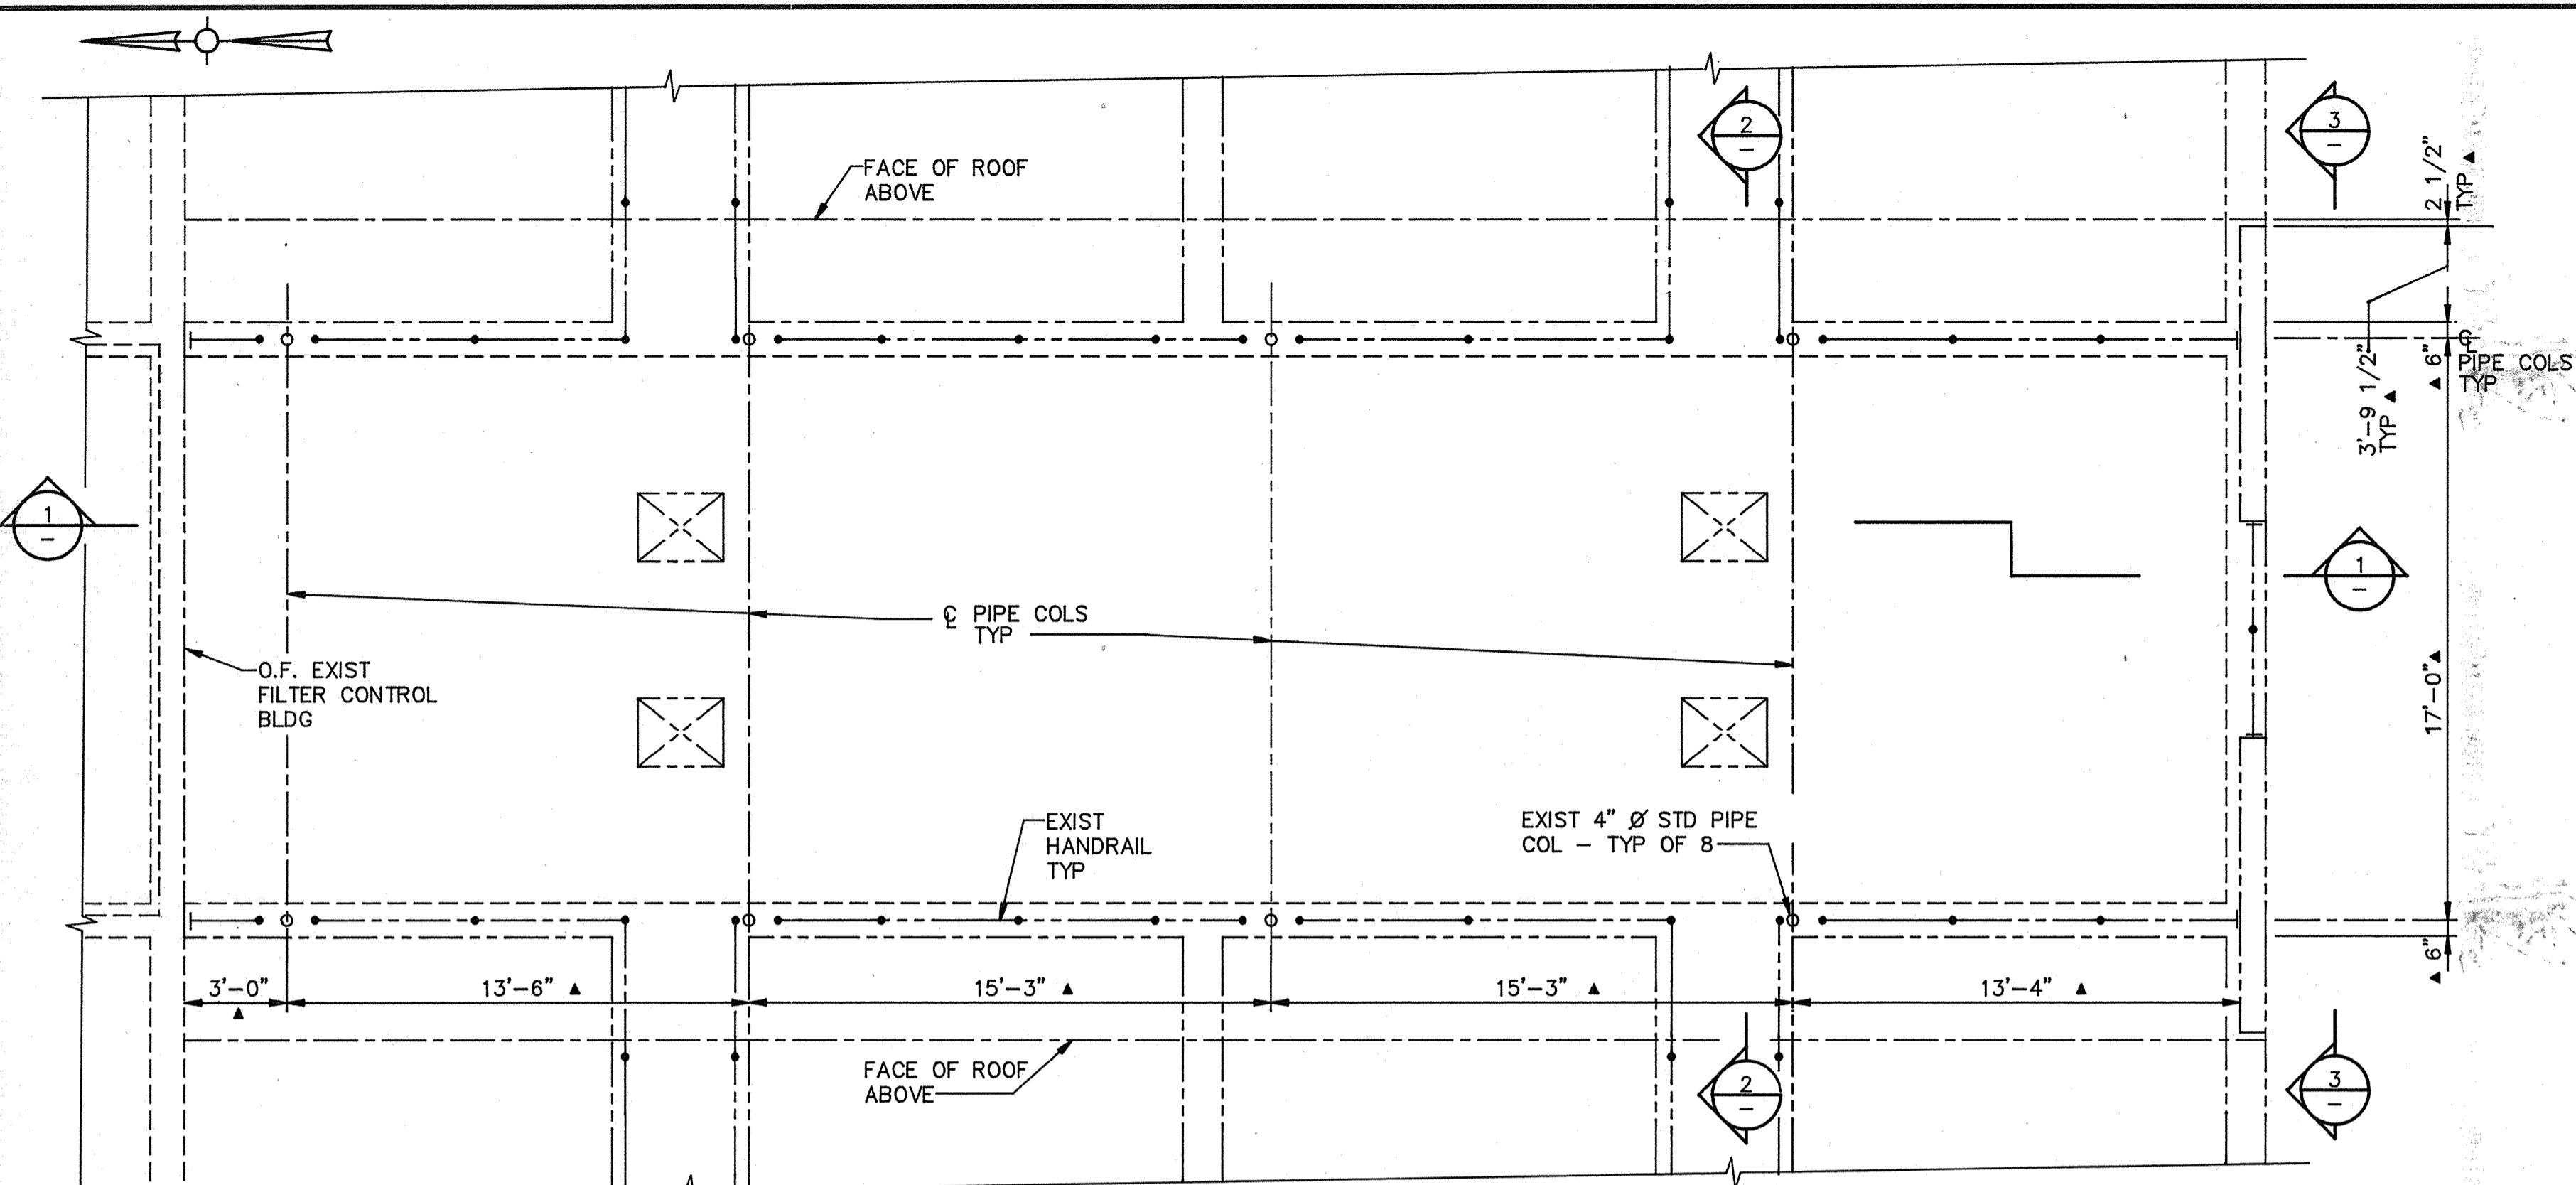 FACE OF ROOF
ABOVE
2
–
3
–
2 1/2"
TYP ▲
3'–9 1/2"
TYP ▲
▲ 6"
℄
PIPE COLS
TYP
1
–
℄ PIPE COLS
TYP
1
–
O.F. EXIST
FILTER CONTROL
BLDG
17'–0" ▲
EXIST
HANDRAIL
TYP
EXIST 4" Ø STD PIPE
COL – TYP OF 8
▲ 6"
3'–0"
▲
13'–6" ▲
15'–3" ▲
15'–3" ▲
13'–4" ▲
FACE OF ROOF
ABOVE
2
–
3
–